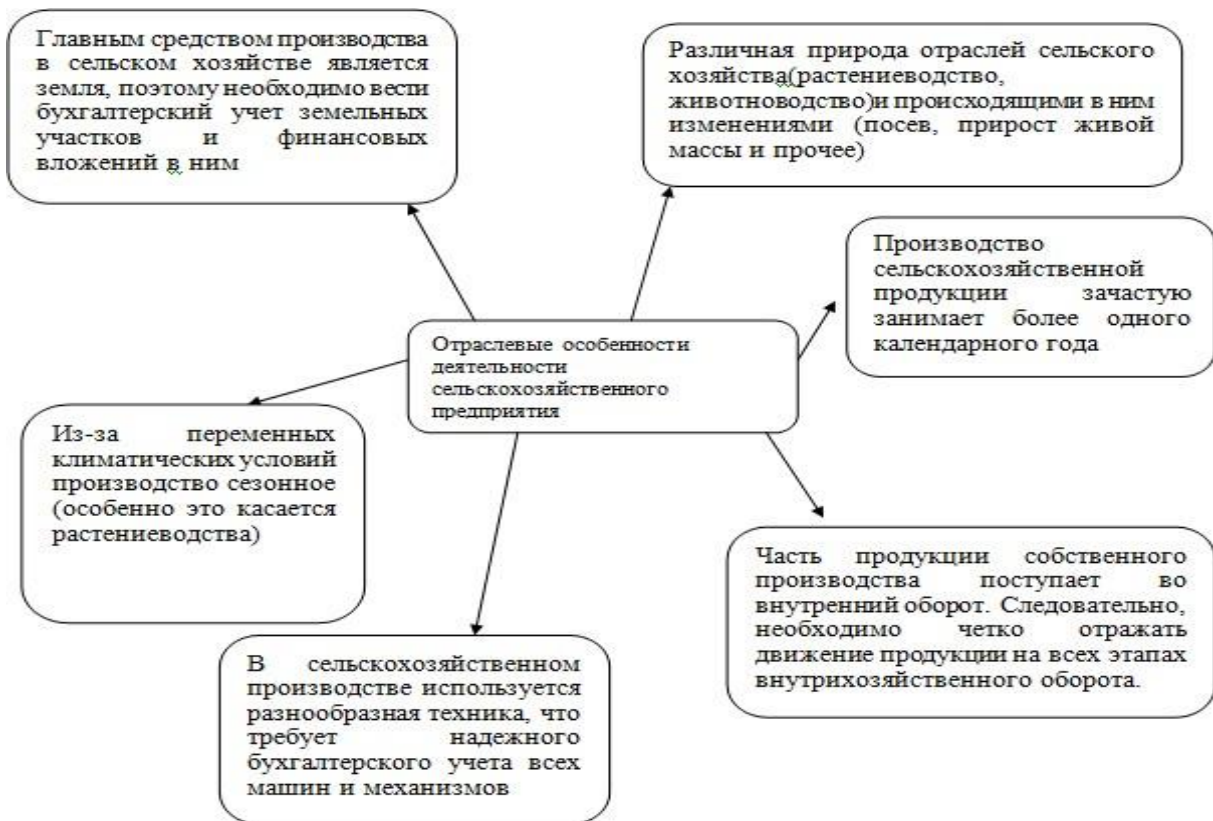 Главным средством производства
в сельском хозяйстве является
земля, поэтому необходимо вести
бухгалтерский учет земельных
участков и финансовых
вложений в ним
Различная природа отраслей сельского
хозяйства(растениеводство,
животноводство)и происходящими в ним
изменениями (посев, прирост живой
массы и прочее)
Производство
сельскохозяйственной
продукции зачастую
занимает более одного
календарного года
Отраслевые особенности
деятельности
сельскохозяйственного
предприятия
Из-за переменных
климатических условий
производство сезонное
(особенно это касается
растениеводства)
Часть продукции собственного
производства поступает во
внутренний оборот. Следовательно,
необходимо четко отражать
движение продукции на всех этапах
внутрихозяйственного оборота.
В сельскохозяйственном
производстве используется
разнообразная техника, что
требует надежного
бухгалтерского учета всех
машин и механизмов